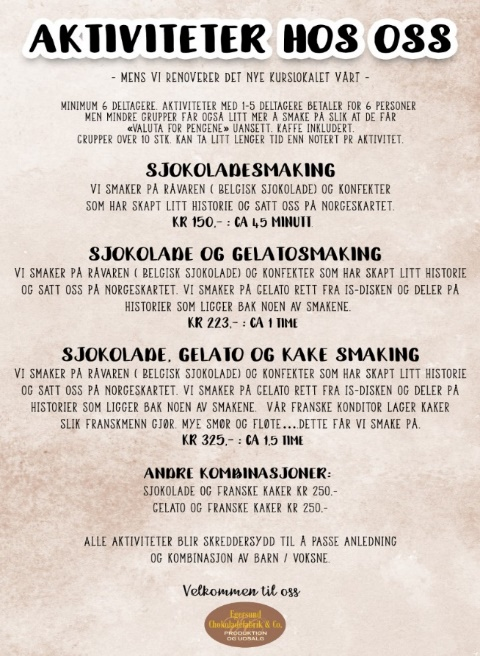 AKTIVITETER HOS OSS
- MENS VI RENOVERER DET NYE KURSLOKALET VÅRT -
MINIMUM 6 DELTAGERE. AKTIVITETER MED 1-5 DELTAGERE BETALER FOR 6 PERSONER
MEN MINDRE GRUPPER FÅR OGSÅ LITT MER Å SMAKE PÅ SLIK AT DE FÅR
«VALUTA FOR PENGENE» UANSETT. KAFFE INKLUDERT.
GRUPPER OVER 10 STK. KAN TA LITT LENGER TID ENN NOTERT PR AKTIVITET.
SJOKOLADESMAKING
VI SMAKER PÅ RÅVAREN ( BELGISK SJOKOLADE) OG KONFEKTER
SOM HAR SKAPT LITT HISTORIE OG SATT OSS PÅ NORGESKARTET.
KR 150,- : CA 45 MINUTT
SJOKOLADE OG GELATOSMAKING
VI SMAKER PÅ RÅVAREN ( BELGISK SJOKOLADE) OG KONFEKTER SOM HAR SKAPT LITT HISTORIE
OG SATT OSS PÅ NORGESKARTET. VI SMAKER PÅ GELATO RETT FRA IS-DISKEN OG DELER PÅ
HISTORIER SOM LIGGER BAK NOEN AV SMAKENE.
KR 223,- : CA 1 TIME
SJOKOLADE, GELATO OG KAKE SMAKING
VI SMAKER PÅ RÅVAREN ( BELGISK SJOKOLADE) OG KONFEKTER SOM HAR SKAPT LITT HISTORIE
OG SATT OSS PÅ NORGESKARTET. VI SMAKER PÅ GELATO RETT FRA IS-DISKEN OG DELER PÅ
HISTORIER SOM LIGGER BAK NOEN AV SMAKENE. VÅR FRANSKE KONDITOR LAGER KAKER
SLIK FRANSKMENN GJØR. MYE SMØR OG FLØTE...DETTE FÅR VI SMAKE PÅ.
KR 325,- : CA 1,5 TIME
ANDRE KOMBINASJONER:
SJOKOLADE OG FRANSKE KAKER KR 250.-
GELATO OG FRANSKE KAKER KR 250.-
ALLE AKTIVITETER BLIR SKREDDERSYDD TIL Å PASSE ANLEDNING
OG KOMBINASJON AV BARN / VOKSNE.
Velkommen til oss
Egersund
Chokoladefabrik & Co.
PRODUKTION
OG UDSALG